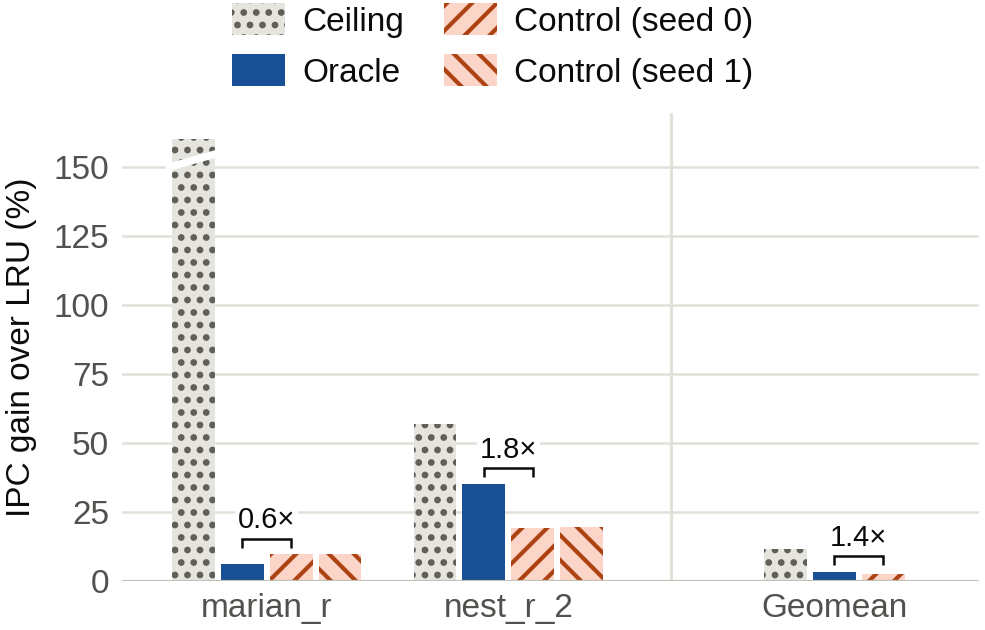 Ceiling
Control (seed 0)
Oracle
Control (seed 1)
IPC gain over LRU (%)
150
125
100
75
50
25
0
0.6×
1.8×
1.4×
marian_r
nest_r_2
Geomean